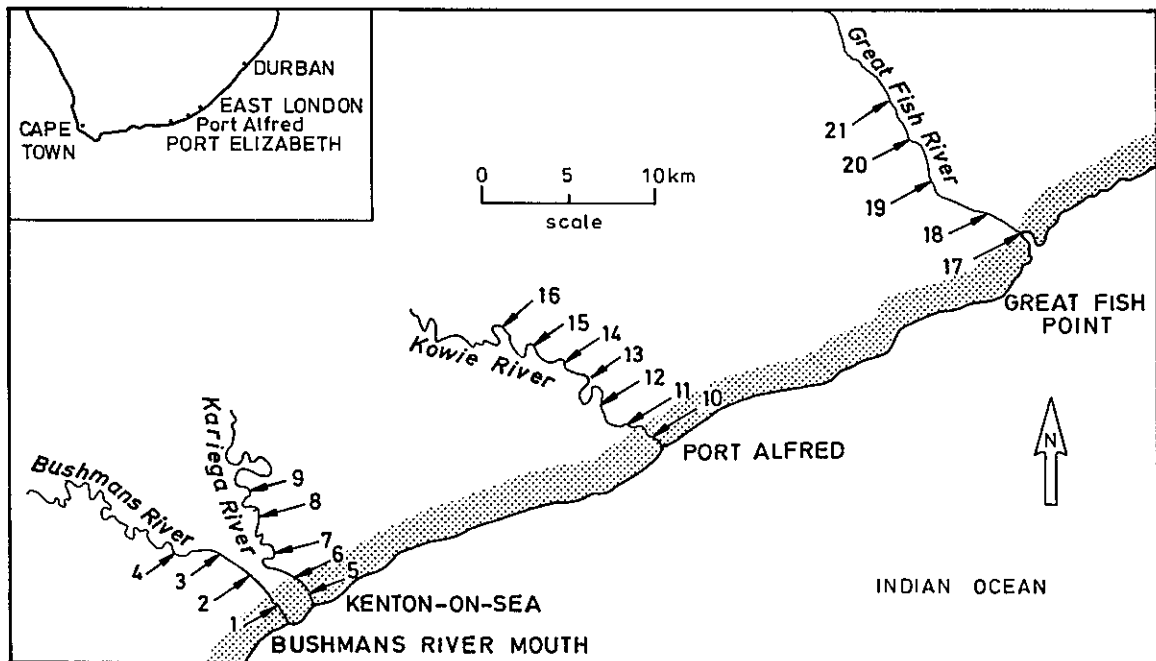 DURBAN
EAST LONDON
Port Alfred
PORT ELIZABETH
CAPE
TOWN
0 5 10 km
scale
Great Fish River
21
20
19
18
17
GREAT FISH
POINT
16
15
14
13
12
11
10
Kowie River
PORT ALFRED
N
Kariega River
9
8
7
6
5
Bushmans River
4
3
2
1
KENTON-ON-SEA
BUSHMANS RIVER MOUTH
INDIAN OCEAN